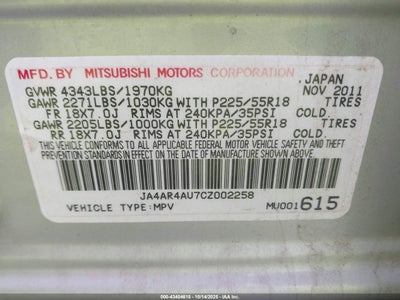 MFD. BY MITSUBISHI MOTORS CORPORATION JAPAN
GVWR 4343LBS/1970KG NOV 2011
GAWR 2271LBS/1030KG WITH P225/55R18 TIRES
FR 18X7.0J RIMS AT 240KPA/35PSI COLD.
GAWR 2205LBS/1000KG WITH P225/55R18 TIRES
RR 18X7.0J RIMS AT 240KPA/35PSI COLD.
THIS VEHICLE CONFORMS TO ALL APPLICABLE FEDERAL MOTOR
VEHICLE SAFETY AND THEFT PREVENTION STANDARDS IN EFFECT
ON THE DATE OF MANUFACTURE SHOWN ABOVE.
JA4AR4AU7CZ002258
VEHICLE TYPE:MPV MU001615
000-43404615 - 10/14/2025 - IAAI